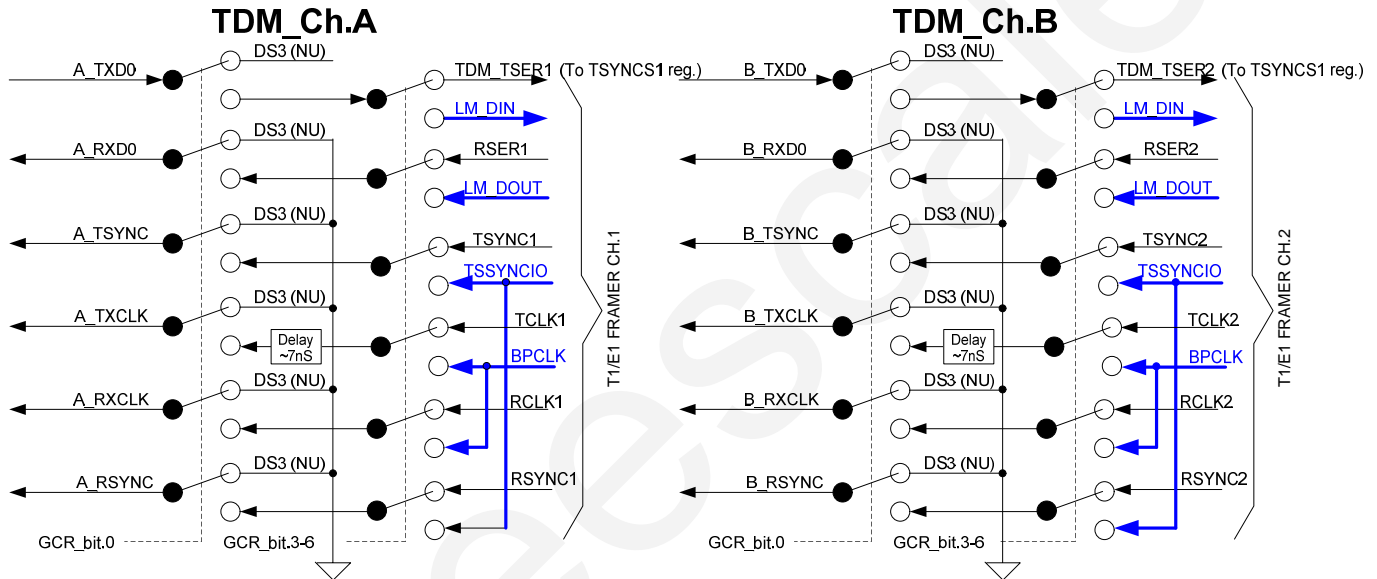 TDM_Ch.A
A_TXD0
DS3 (NU)
TDM_TSER1 (To TSYNCS1 reg.)
LM_DIN
A_RXD0
DS3 (NU)
RSER1
LM_DOUT
A_TSYNC
DS3 (NU)
TSYNC1
TSSYNCIO
A_TXCLK
DS3 (NU)
Delay
~7nS
TCLK1
BPCLK
A_RXCLK
DS3 (NU)
RCLK1
A_RSYNC
DS3 (NU)
RSYNC1
GCR_bit.0
GCR_bit.3-6
T1/E1 FRAMER CH.1
TDM_Ch.B
B_TXD0
DS3 (NU)
TDM_TSER2 (To TSYNCS1 reg.)
LM_DIN
B_RXD0
DS3 (NU)
RSER2
LM_DOUT
B_TSYNC
DS3 (NU)
TSYNC2
TSSYNCIO
B_TXCLK
DS3 (NU)
Delay
~7nS
TCLK2
BPCLK
B_RXCLK
DS3 (NU)
RCLK2
B_RSYNC
DS3 (NU)
RSYNC2
GCR_bit.0
GCR_bit.3-6
T1/E1 FRAMER CH.2